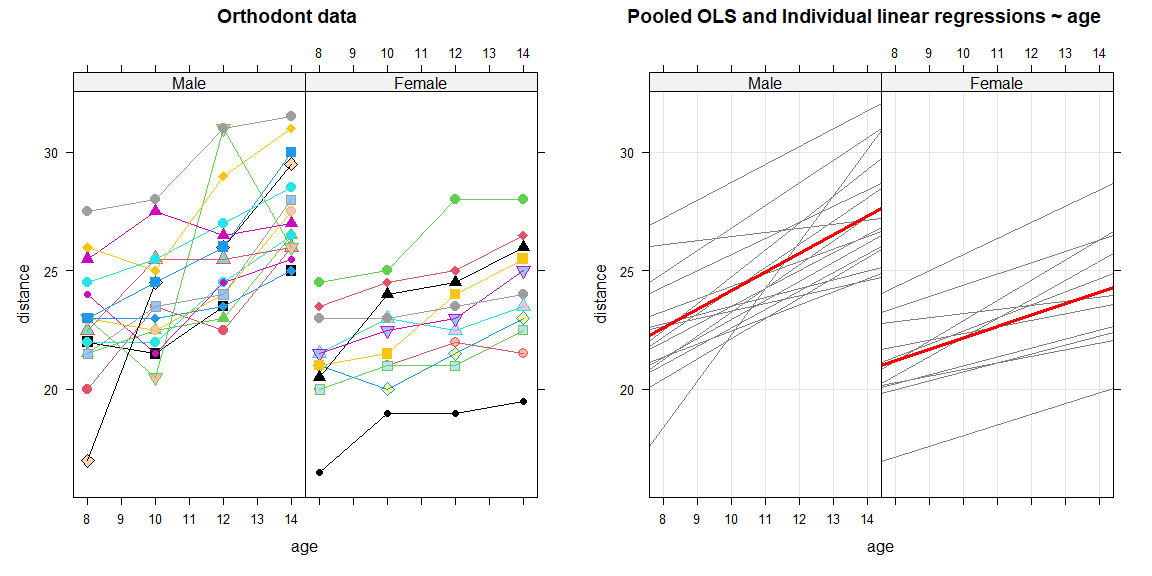 Orthodont data
8 9 10 11 12 13 14
Male Female
distance
30
25
20
8 9 10 11 12 13 14
age
Pooled OLS and Individual linear regressions ~ age
8 9 10 11 12 13 14
Male Female
distance
30
25
20
8 9 10 11 12 13 14
age